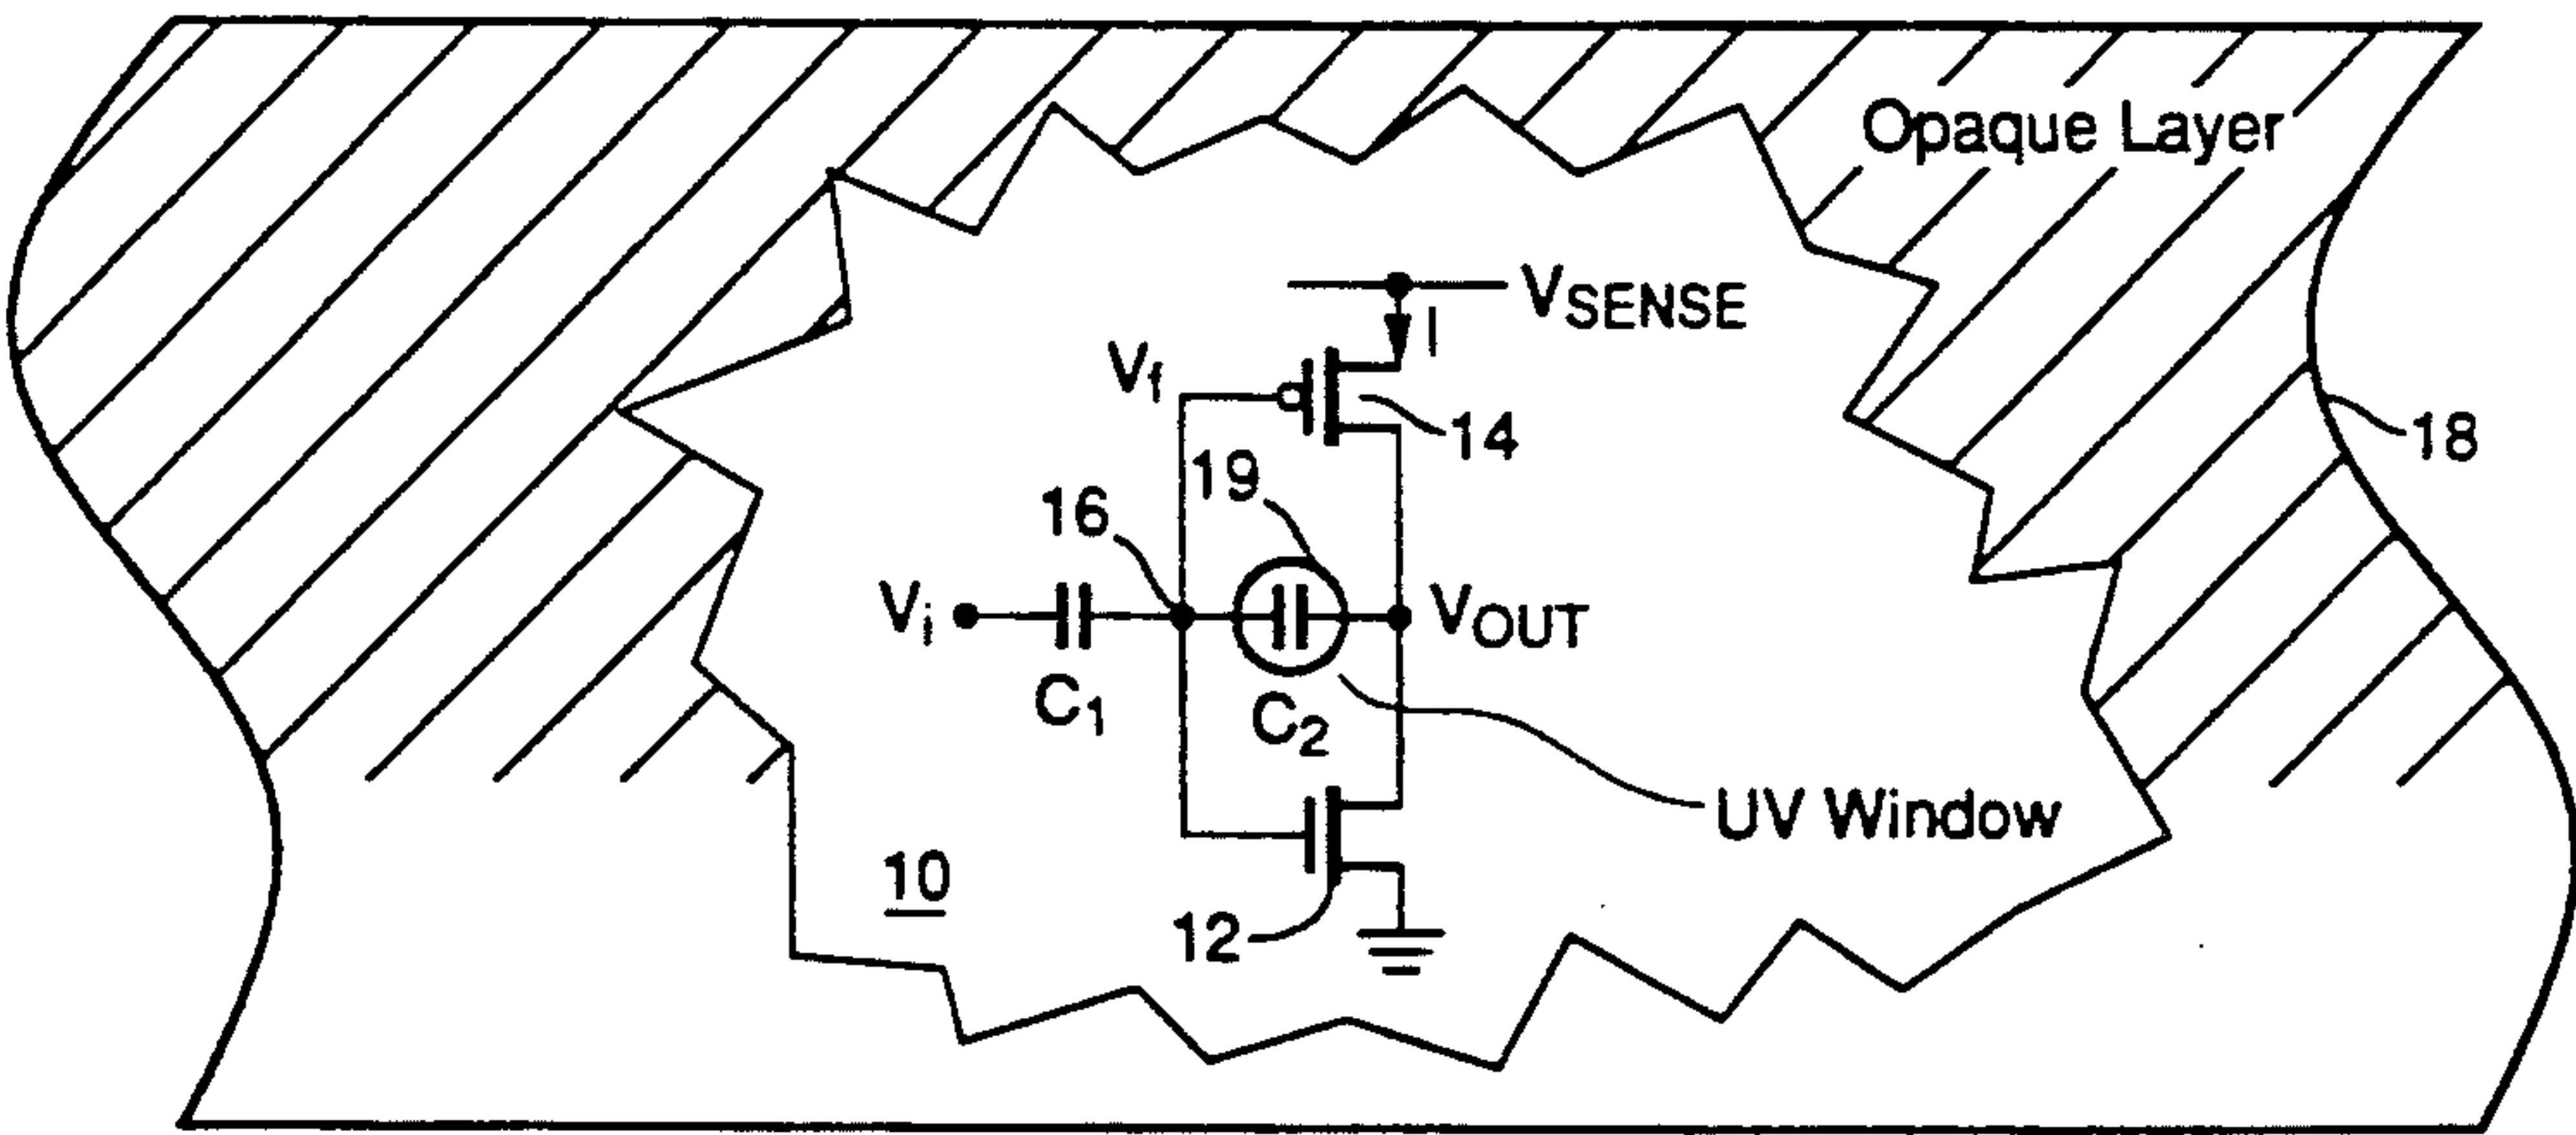 Opaque Layer
VSENSE
I
Vf
14
18
19
16
Vi
VOUT
C1
C2
UV Window
10
12